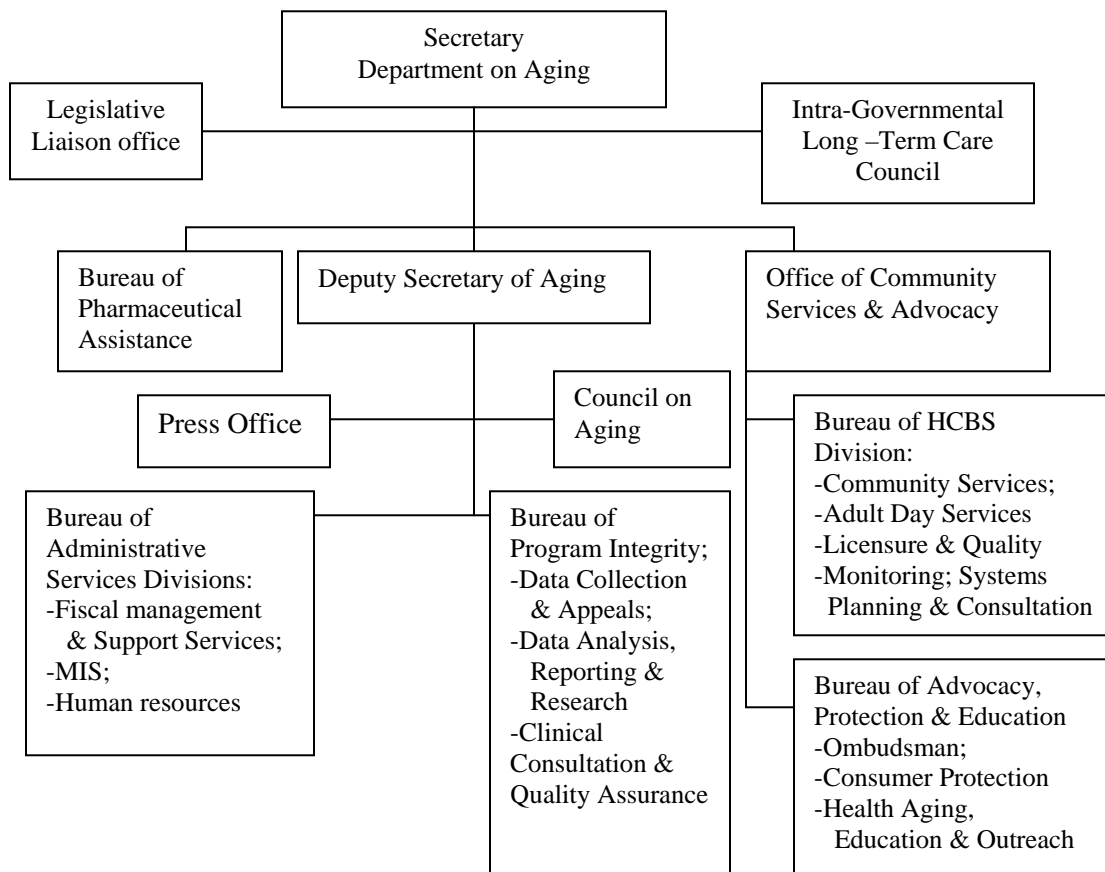 Secretary
Department on Aging
Legislative
Liaison office
Intra-Governmental
Long –Term Care
Council
Bureau of
Pharmaceutical
Assistance
Deputy Secretary of Aging
Office of Community
Services & Advocacy
Press Office
Council on
Aging
Bureau of HCBS
Division:
-Community Services;
-Adult Day Services
-Licensure & Quality
-Monitoring; Systems
Planning & Consultation
Bureau of
Administrative
Services Divisions:
-Fiscal management
& Support Services;
-MIS;
-Human resources
Bureau of
Program Integrity;
-Data Collection
& Appeals;
-Data Analysis,
Reporting &
Research
-Clinical
Consultation &
Quality Assurance
Bureau of Advocacy,
Protection & Education
-Ombudsman;
-Consumer Protection
-Health Aging,
Education & Outreach